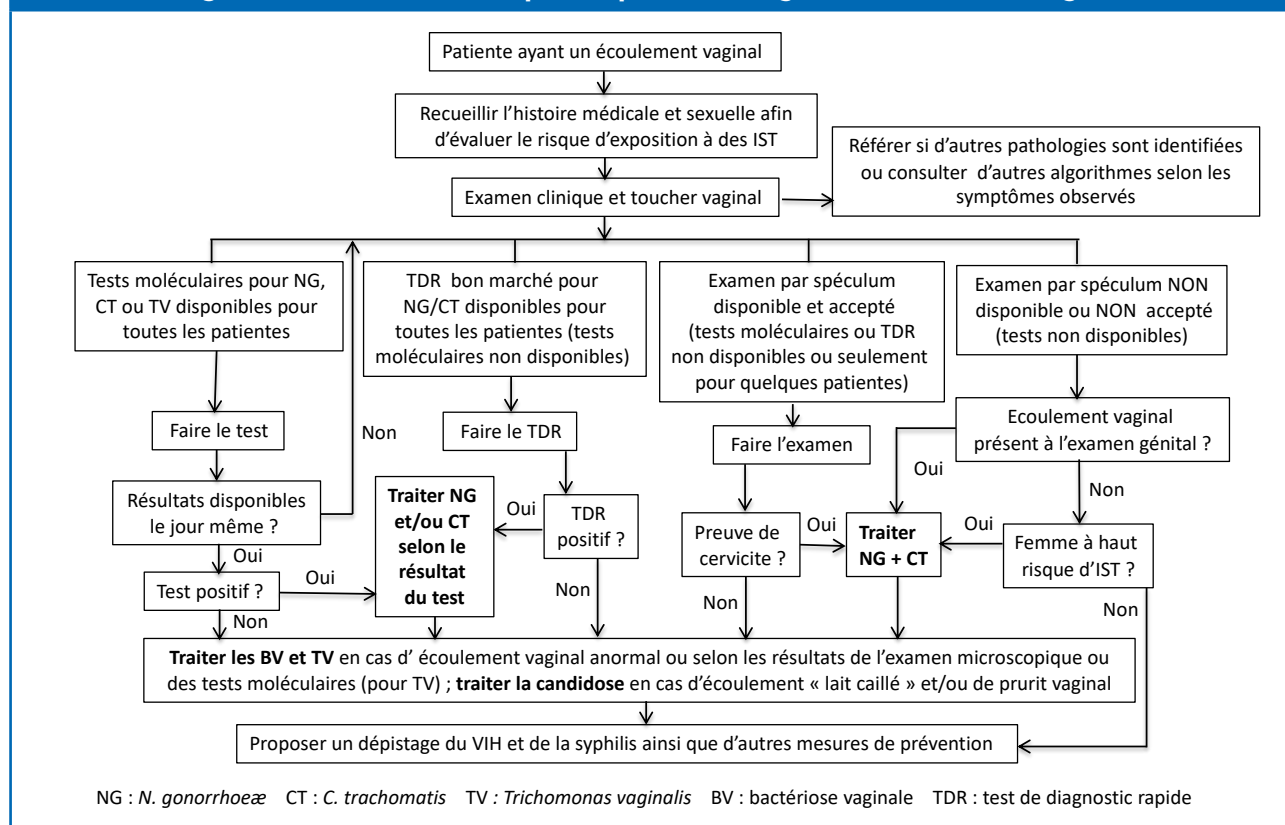 Patiente ayant un écoulement vaginal
Recueillir l’histoire médicale et sexuelle afin
d’évaluer le risque d’exposition à des IST
Référer si d’autres pathologies sont identifiées
ou consulter d’autres algorithmes selon les
symptômes observés
Examen clinique et toucher vaginal
Tests moléculaires pour NG,
CT ou TV disponibles pour
toutes les patientes
TDR bon marché pour
NG/CT disponibles pour
toutes les patientes (tests
moléculaires non disponibles)
Examen par spéculum
disponible et accepté
(tests moléculaires ou TDR
non disponibles ou seulement
pour quelques patientes)
Examen par spéculum NON
disponible ou NON accepté
(tests non disponibles)
Faire le test
Non
Faire le TDR
Faire l’examen
Ecoulement vaginal
présent à l’examen génital ?
Oui
Non
Résultats disponibles
le jour même ?
Oui
Traiter NG
et/ou CT
selon le
résultat
du test
Oui
TDR
positif ?
Non
Preuve de
cervicite ?
Oui
Non
Traiter
NG + CT
Oui
Femme à haut
risque d’IST ?
Non
Test positif ?
Oui
Non
Traiter les BV et TV en cas d’ écoulement vaginal anormal ou selon les résultats de l’examen microscopique ou
des tests moléculaires (pour TV) ; traiter la candidose en cas d’écoulement « lait caillé » et/ou de prurit vaginal
Proposer un dépistage du VIH et de la syphilis ainsi que d’autres mesures de prévention
NG : N. gonorrhoeæ CT : C. trachomatis TV : Trichomonas vaginalis BV : bactériose vaginale TDR : test de diagnostic rapide